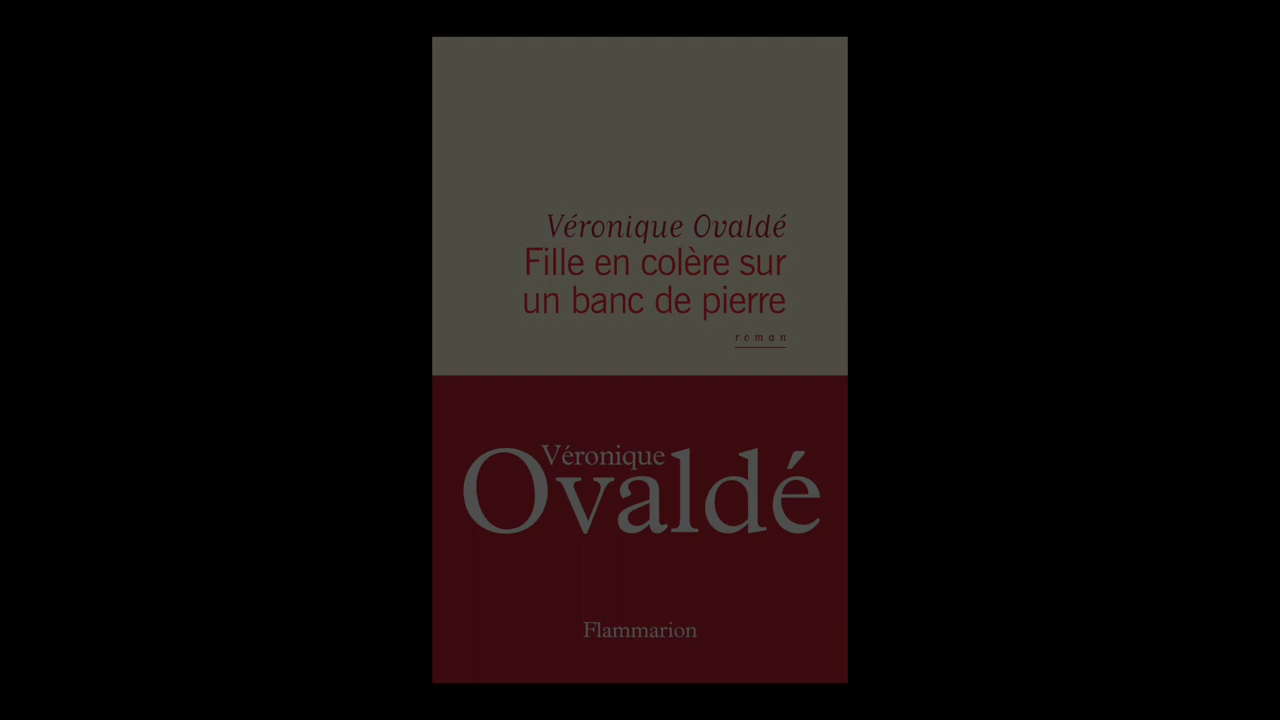 Véronique Ovaldé
Fille en colère sur
un banc de pierre
roman
Véronique
Ovaldé
Flammarion